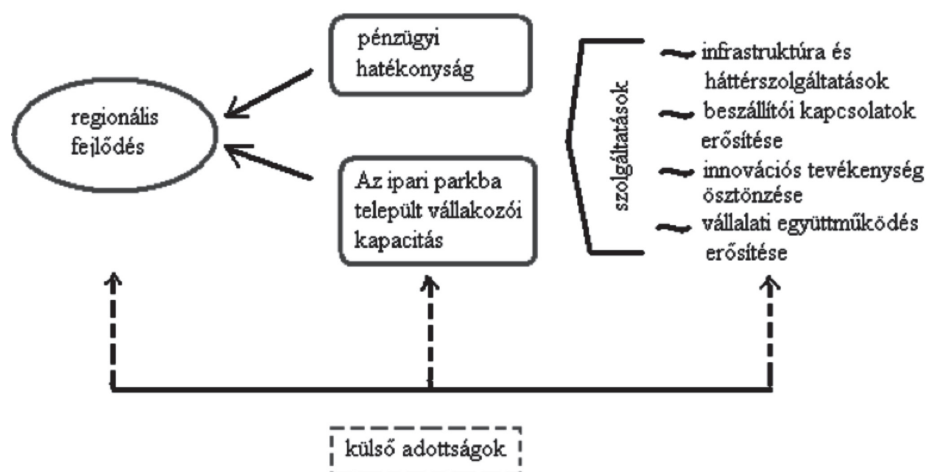 pénzügyi
hatékonyság
regionális
fejlődés
Az ipari parkba
települt vállakozói
kapacitás
szolgáltatások
infrastruktúra és
háttérszolgáltatások
beszállítói kapcsolatok
erősítése
innovációs tevékenység
ösztönzése
vállalati együttműködés
erősítése
külső adottságok